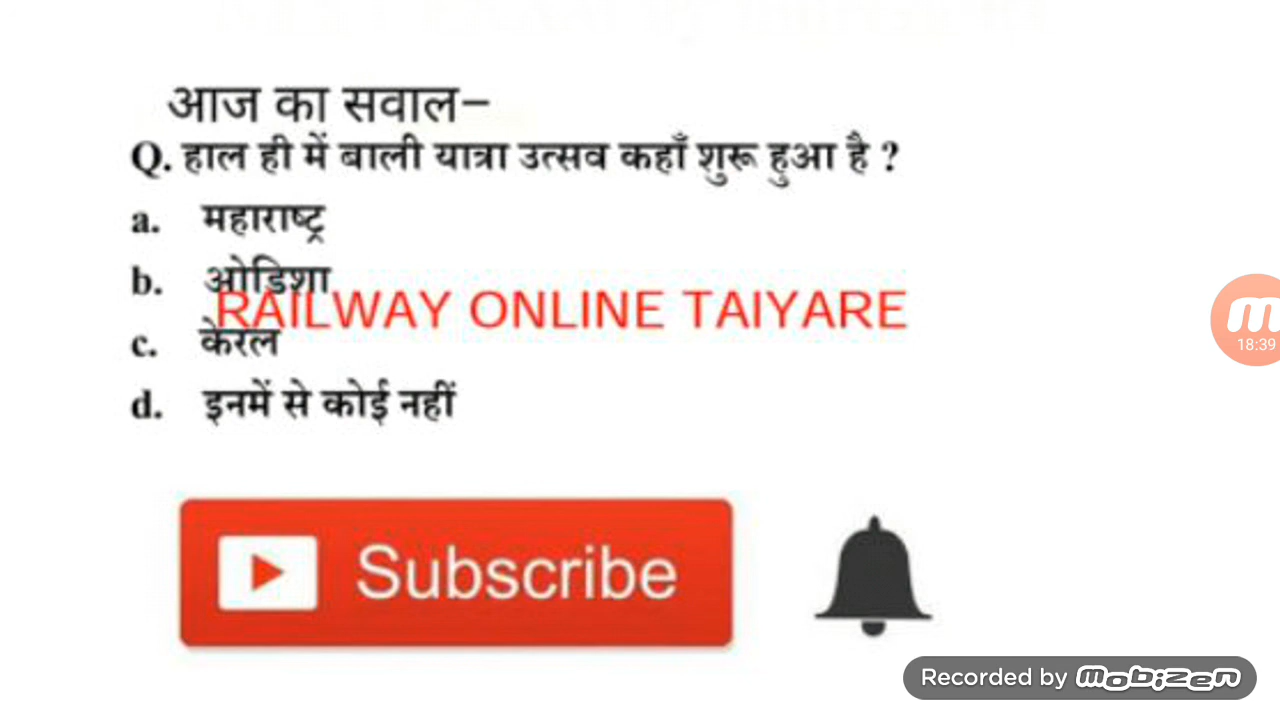 आज का सवाल–
Q. हाल ही में बाली यात्रा उत्सव कहाँ शुरू हुआ है ?
a. महाराष्ट्र
b. ओडिशा
RAILWAY ONLINE TAIYARE
c. केरल
d. इनमें से कोई नहीं
18:39
Subscribe
Recorded by mobizen